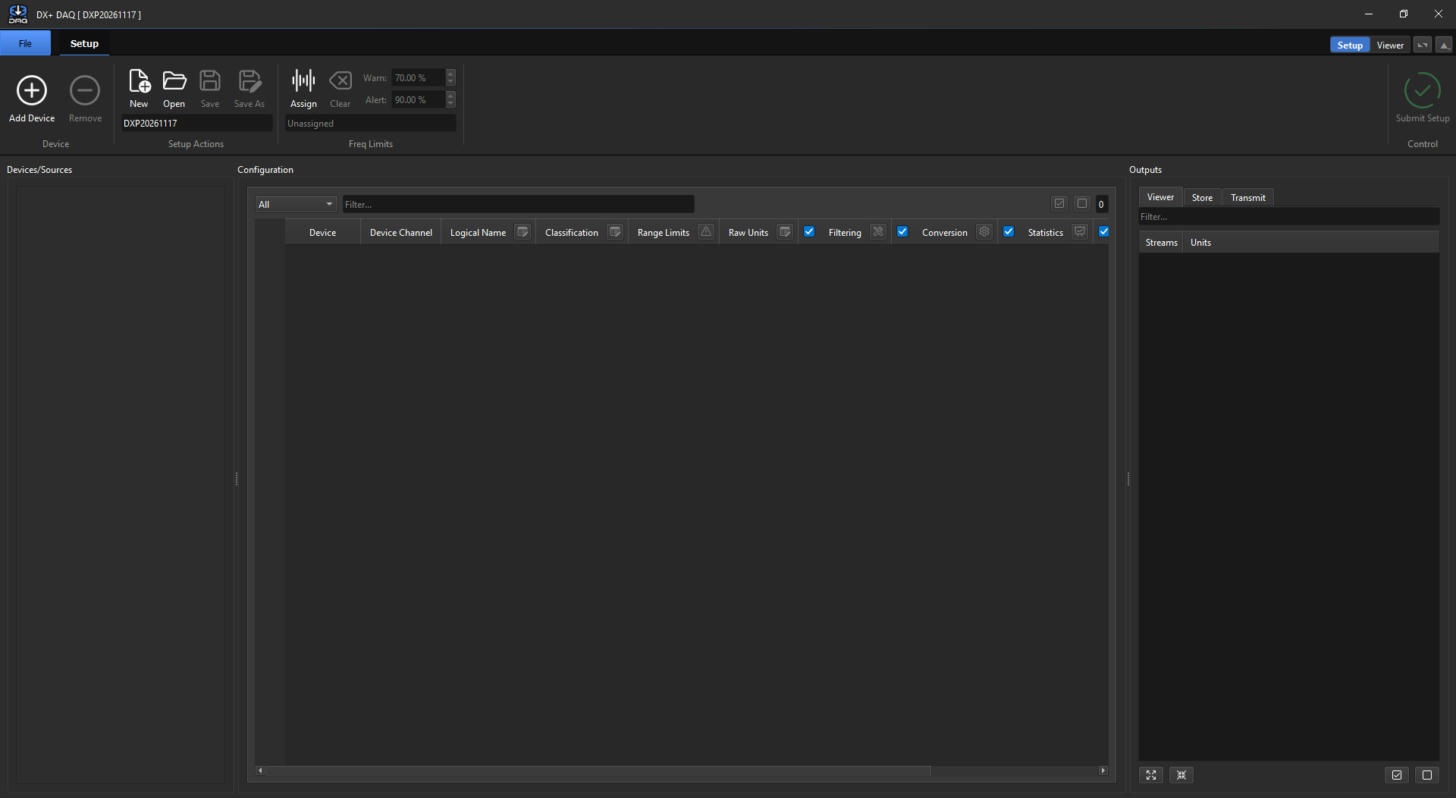 DX+ DAQ [ DXP20261117 ]
DAQ
File Setup Setup Viewer
Add Device Remove
New Open Save Save As
DXP20261117
Assign Clear
Warn: 70.00 %
Alert: 90.00 %
Unassigned
Submit Setup
Device Setup Actions Freq Limits Control
Devices/Sources Configuration Outputs
All Filter... 0
Device Device Channel Logical Name Classification Range Limits Raw Units Filtering Conversion Statistics
Viewer Store Transmit
Filter...
Streams Units